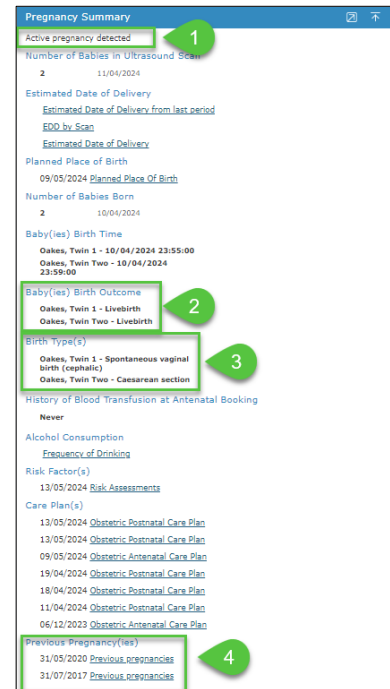 Pregnancy Summary
Active pregnancy detected
1
Number of Babies in Ultrasound Scan
2 11/04/2024
Estimated Date of Delivery
Estimated Date of Delivery from last period
EDD by Scan
Estimated Date of Delivery
Planned Place of Birth
09/05/2024 Planned Place Of Birth
Number of Babies Born
2 10/04/2024
Baby(ies) Birth Time
Oakes, Twin 1 - 10/04/2024 23:55:00
Oakes, Twin Two - 10/04/2024
23:59:00
Baby(ies) Birth Outcome
Oakes, Twin 1 - Livebirth
Oakes, Twin Two - Livebirth
2
Birth Type(s)
Oakes, Twin 1 - Spontaneous vaginal
birth (cephalic)
Oakes, Twin Two - Caesarean section
3
History of Blood Transfusion at Antenatal Booking
Never
Alcohol Consumption
Frequency of Drinking
Risk Factor(s)
13/05/2024 Risk Assessments
Care Plan(s)
13/05/2024 Obstetric Postnatal Care Plan
13/05/2024 Obstetric Postnatal Care Plan
09/05/2024 Obstetric Antenatal Care Plan
19/04/2024 Obstetric Postnatal Care Plan
18/04/2024 Obstetric Postnatal Care Plan
11/04/2024 Obstetric Postnatal Care Plan
06/12/2023 Obstetric Antenatal Care Plan
Previous Pregnancy(ies)
31/05/2020 Previous pregnancies
31/07/2017 Previous pregnancies
4